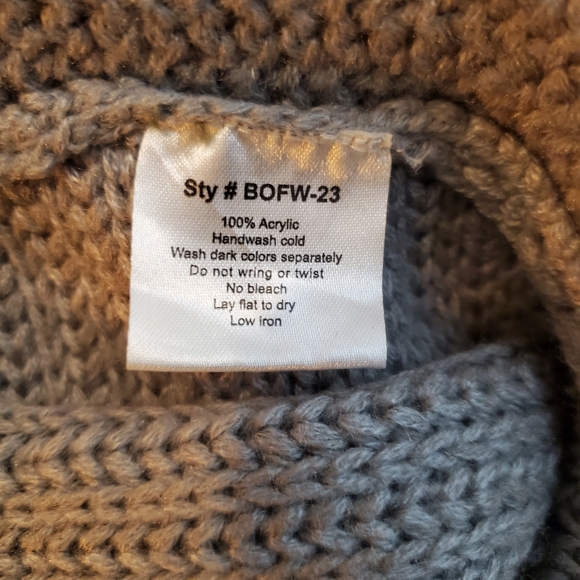 Sty # BOFW-23
100% Acrylic
Handwash cold
Wash dark colors separately
Do not wring or twist
No bleach
Lay flat to dry
Low iron